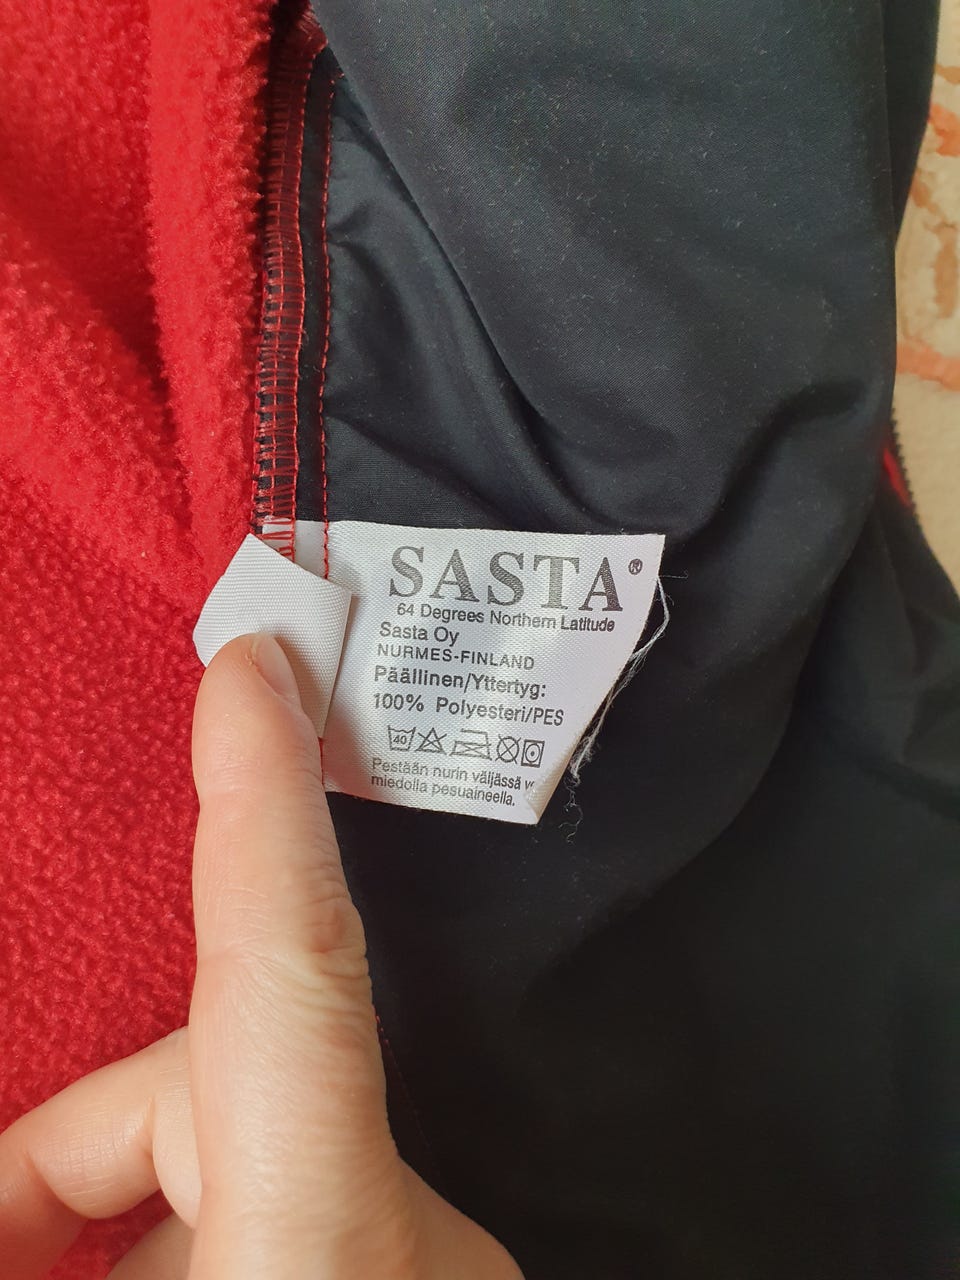 SASTA®
64 Degrees Northern Latitude
Sasta Oy
NURMES-FINLAND
Päällinen/Yttertyg:
100% Polyesteri/PES
40
Pestään nurin väljässä
miedolla pesuaineella.